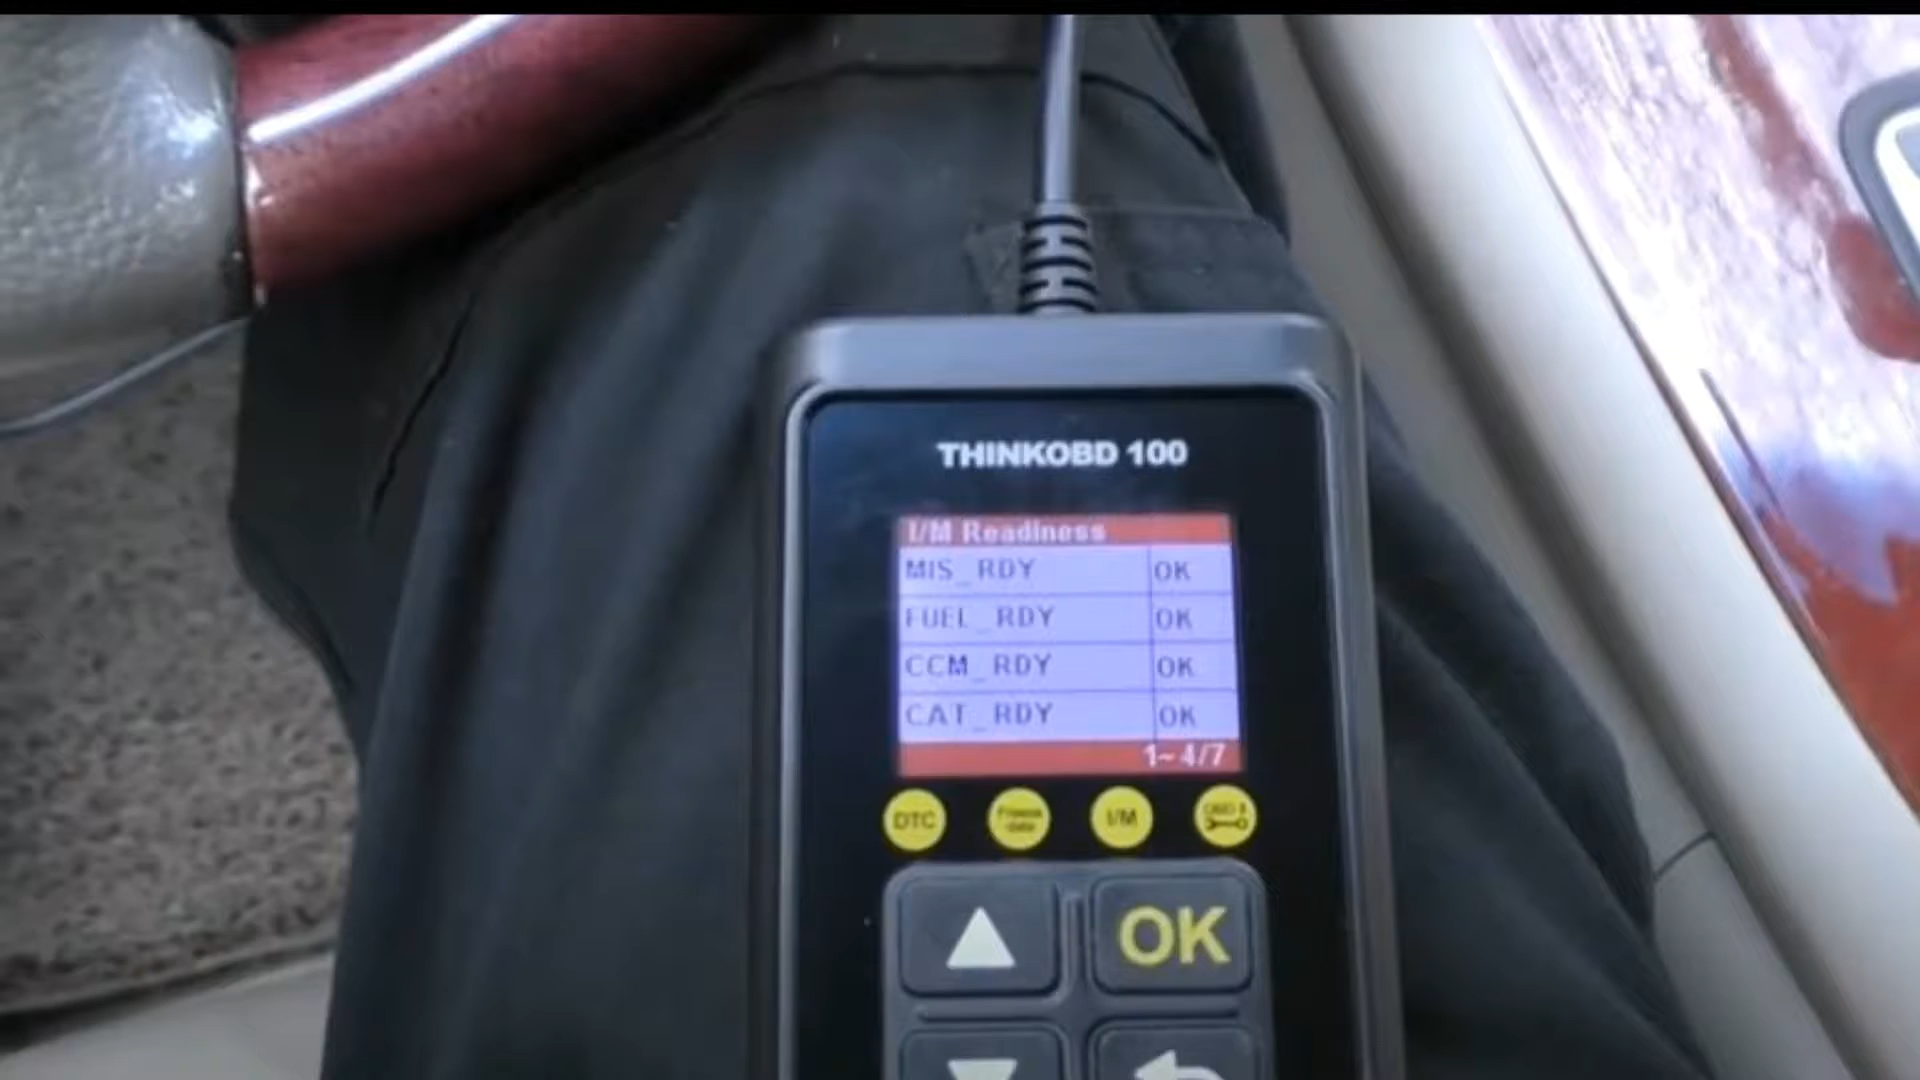 THINKOBD 100
I/M Readiness
MIS_RDY OK
FUEL_RDY OK
CCM_RDY OK
CAT_RDY OK
1~4/7
DTC
I/M
OK